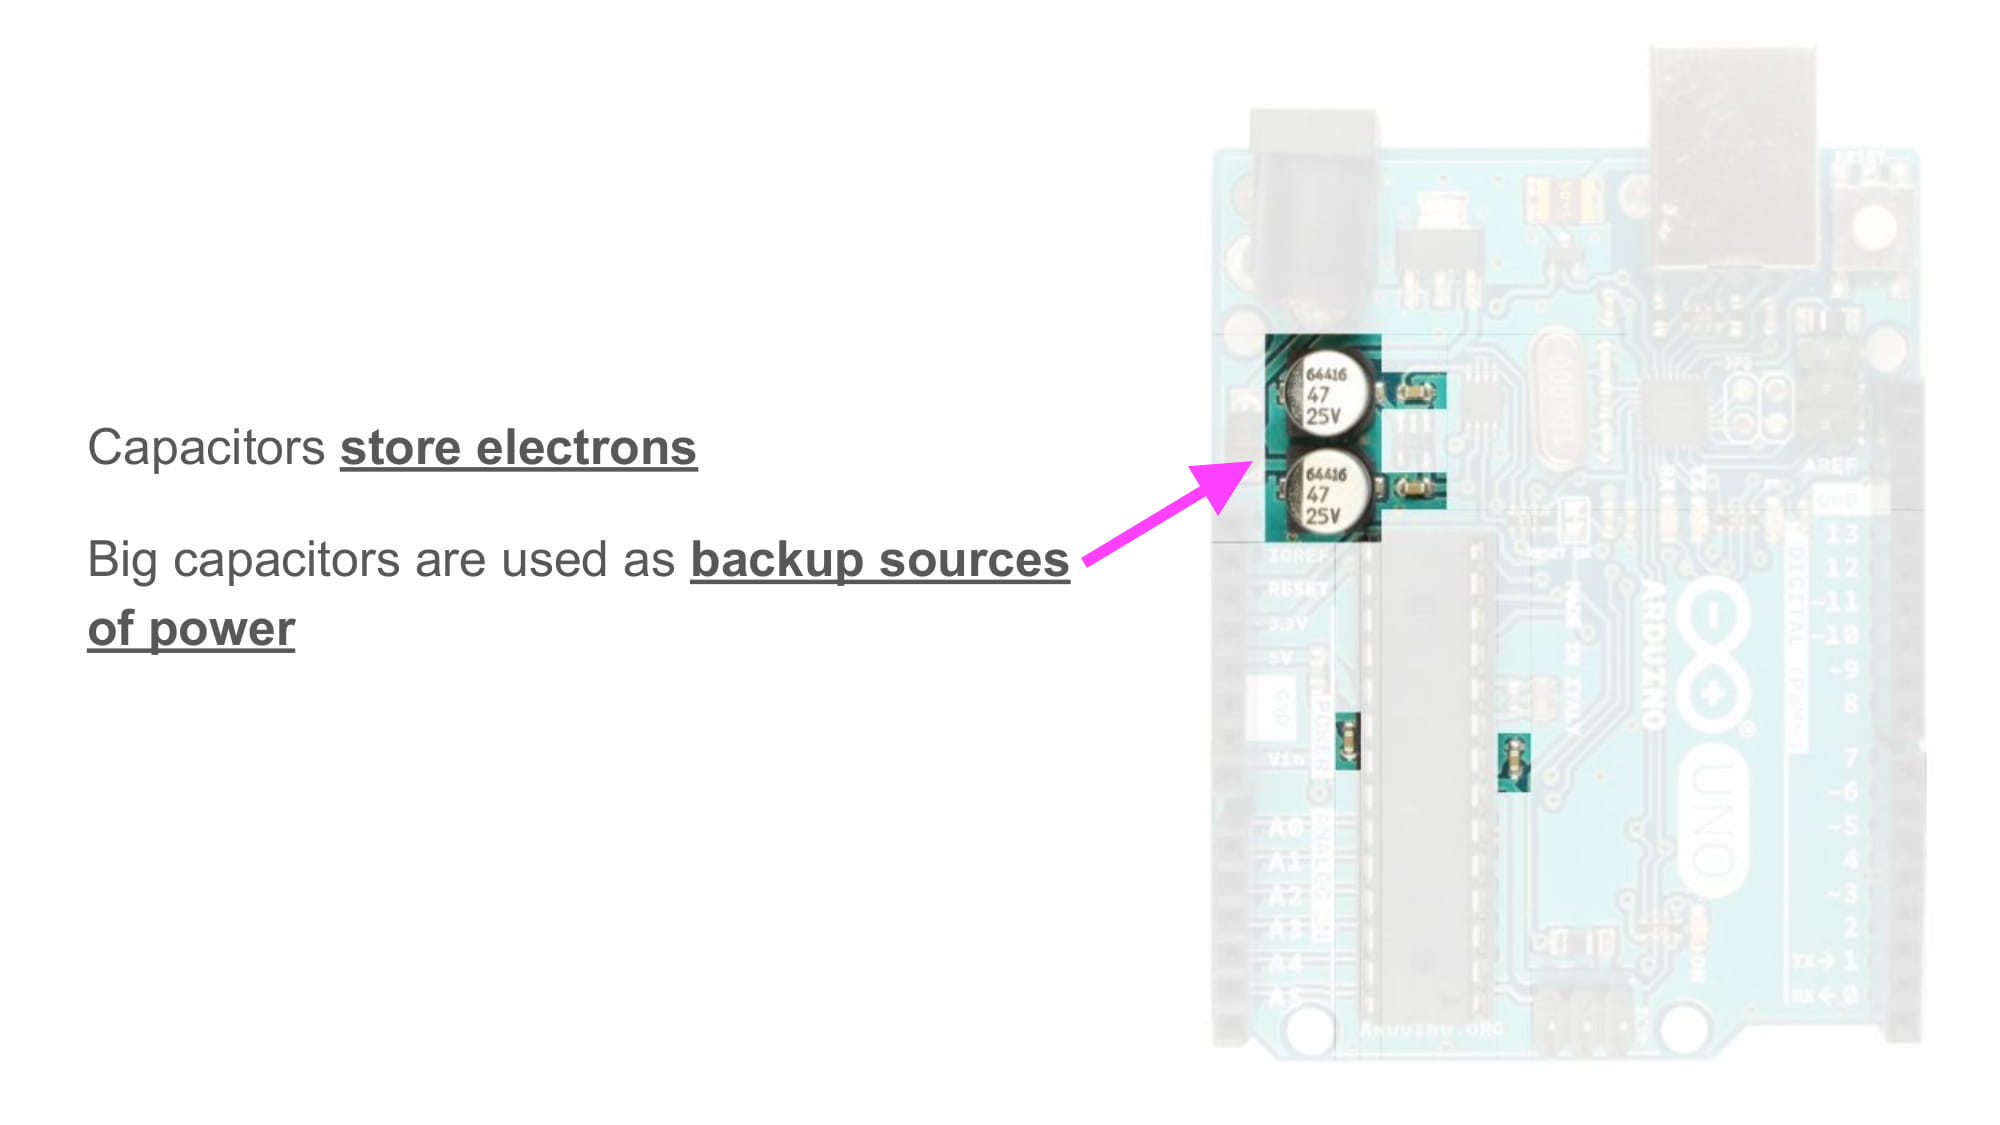 Capacitors store electrons
Big capacitors are used as backup sources
of power
RESET
64416
47
25V
64416
47
25V
AREF
GND
13
12
~11
~10
~9
8
7
~6
~5
4
~3
2
TX→ 1
RX← 0
DIGITAL (PWM~)
IOREF
RESET
3.3V
5V
GND
Vin
POWER
A0
A1
A2
A3
A4
A5
ANALOG IN
TX
RX
RESET EN
MADE IN ITALY
ARDUINO
UNO
ON
ICSP
ARDUINO.ORG